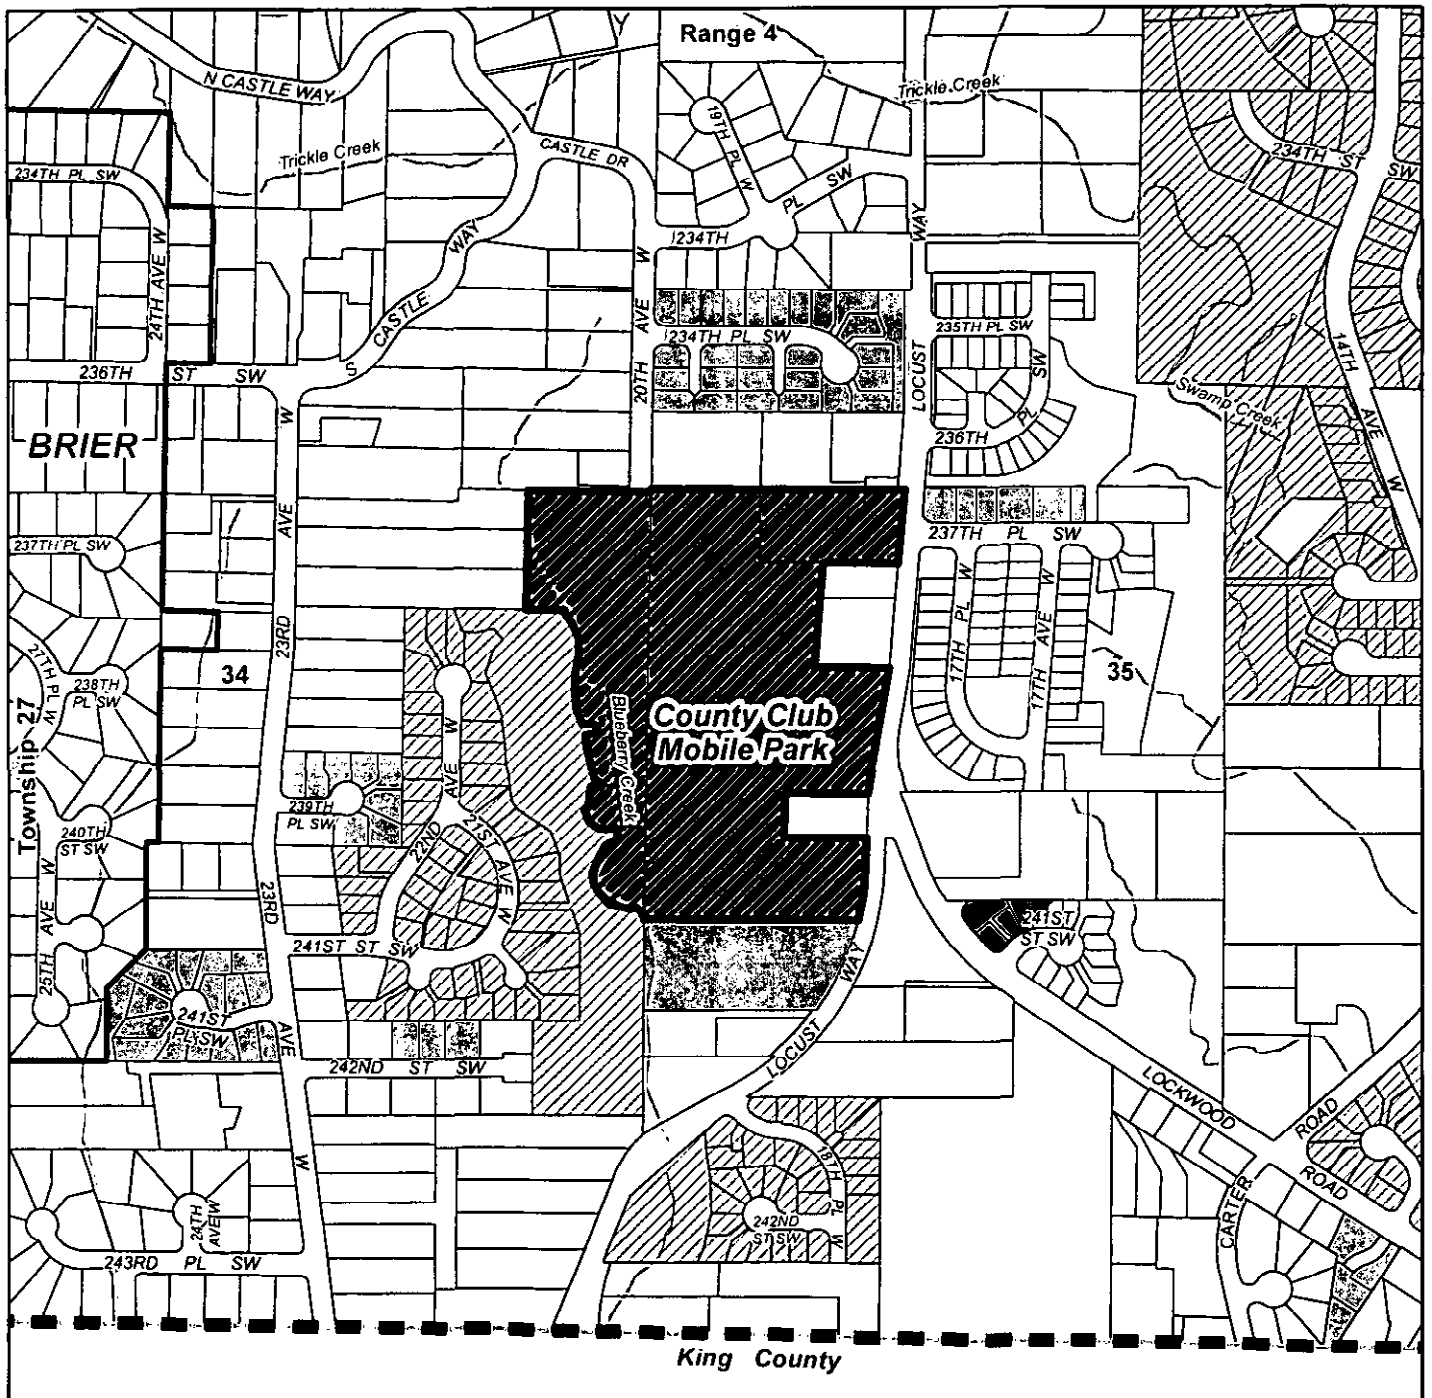 Range 4
N CASTLE WAY
Trickle Creek
19TH PL W
Trickle Creek
CASTLE DR
234TH ST SW
234TH PL SW
PL SW
WAY
24TH AVE W
S CASTLE WAY
234TH
20TH AVE W
234TH PL SW
235TH PL SW
LOCUST
SW
14TH AVE W
236TH ST SW
Swamp Creek
236TH PL
BRIER
23RD AVE W
237TH PL SW
237TH PL SW
17TH PL W
17TH AVE W
27TH PL W
238TH
PL SW
34
35
Township 27
Blueberry Creek
County Club
Mobile Park
239TH
PL SW
22ND AVE W
21ST AVE W
240TH
ST SW
25TH AVE W
23RD AVE W
241ST ST SW
241ST
ST SW
241ST
PL SW
LOCUST WAY
242ND ST SW
LOCKWOOD ROAD
ROAD
18TH PL W
242ND
ST SW
CARTER
24TH
AVE W
243RD PL SW
King County